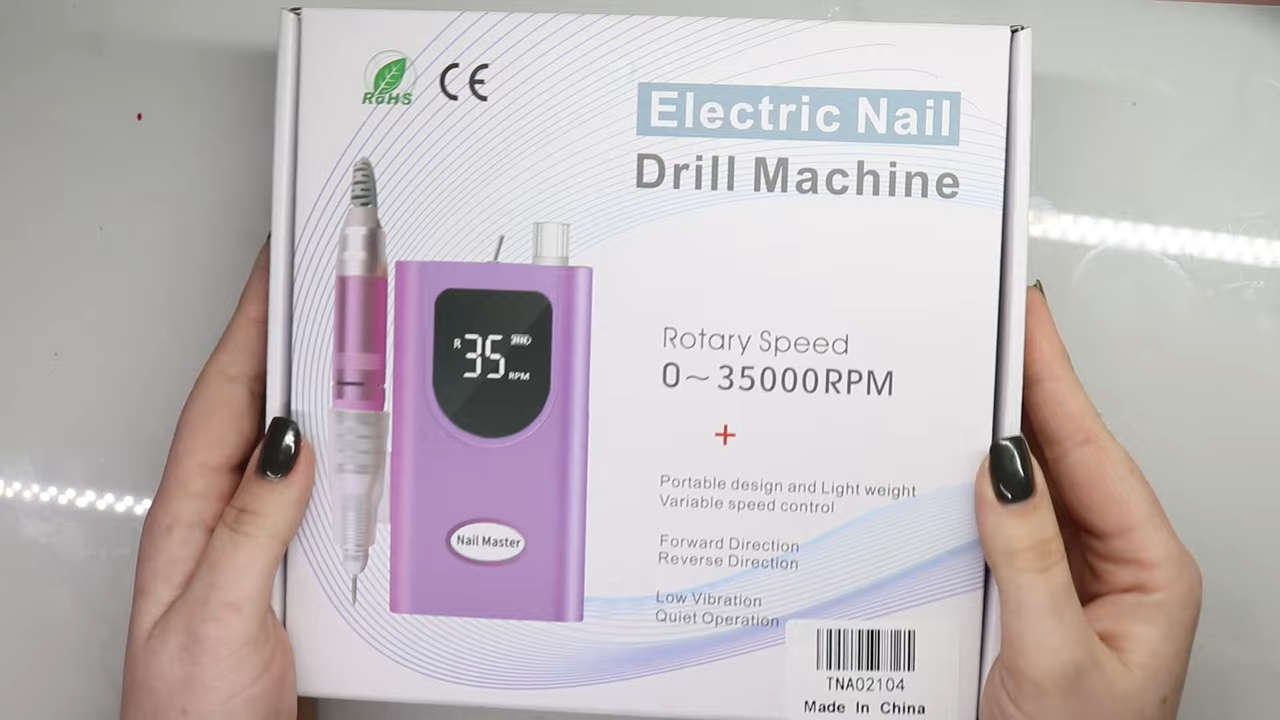 RoHS CE
Electric Nail
Drill Machine
R 35
RPM
Rotary Speed
0~35000RPM
+
Portable design and Light weight
Variable speed control
Forward Direction
Reverse Direction
Nail Master
Low Vibration
Quiet Operation
TNA02104
Made In China